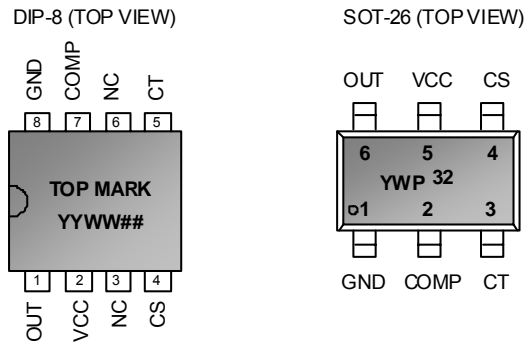 DIP-8 (TOP VIEW)
GND COMP NC CT
8 7 6 5
TOP MARK
YYWW##
1 2 3 4
OUT VCC NC CS
SOT-26 (TOP VIEW)
OUT VCC CS
6 5 4
YWP 32
1 2 3
GND COMP CT